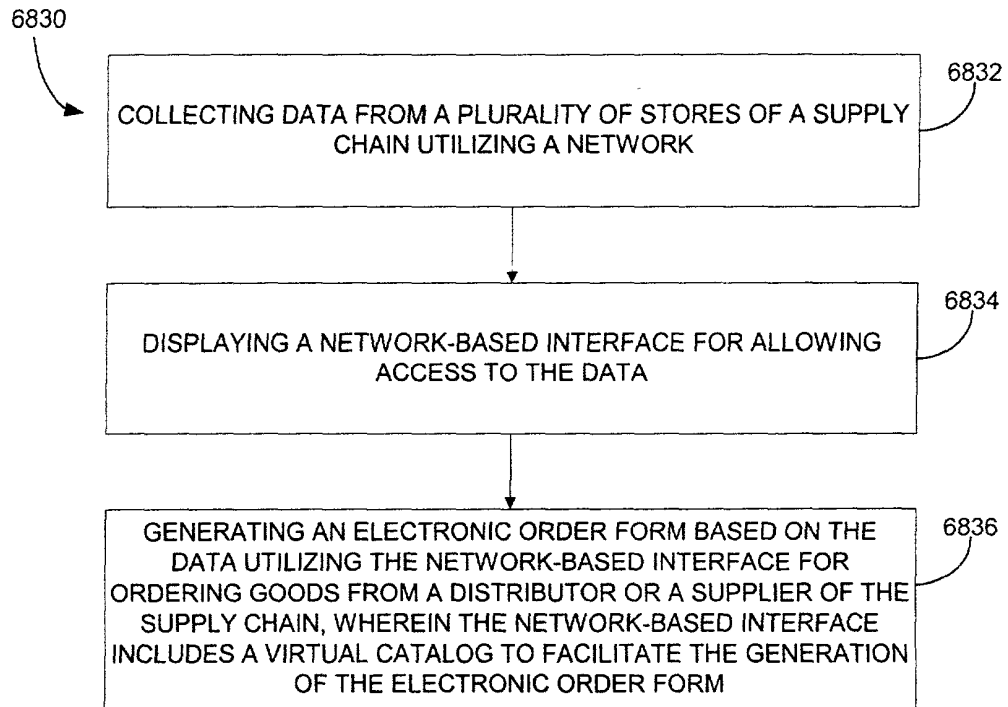 6830
6832
COLLECTING DATA FROM A PLURALITY OF STORES OF A SUPPLY
CHAIN UTILIZING A NETWORK
6834
DISPLAYING A NETWORK-BASED INTERFACE FOR ALLOWING
ACCESS TO THE DATA
6836
GENERATING AN ELECTRONIC ORDER FORM BASED ON THE
DATA UTILIZING THE NETWORK-BASED INTERFACE FOR
ORDERING GOODS FROM A DISTRIBUTOR OR A SUPPLIER OF THE
SUPPLY CHAIN, WHEREIN THE NETWORK-BASED INTERFACE
INCLUDES A VIRTUAL CATALOG TO FACILITATE THE GENERATION
OF THE ELECTRONIC ORDER FORM